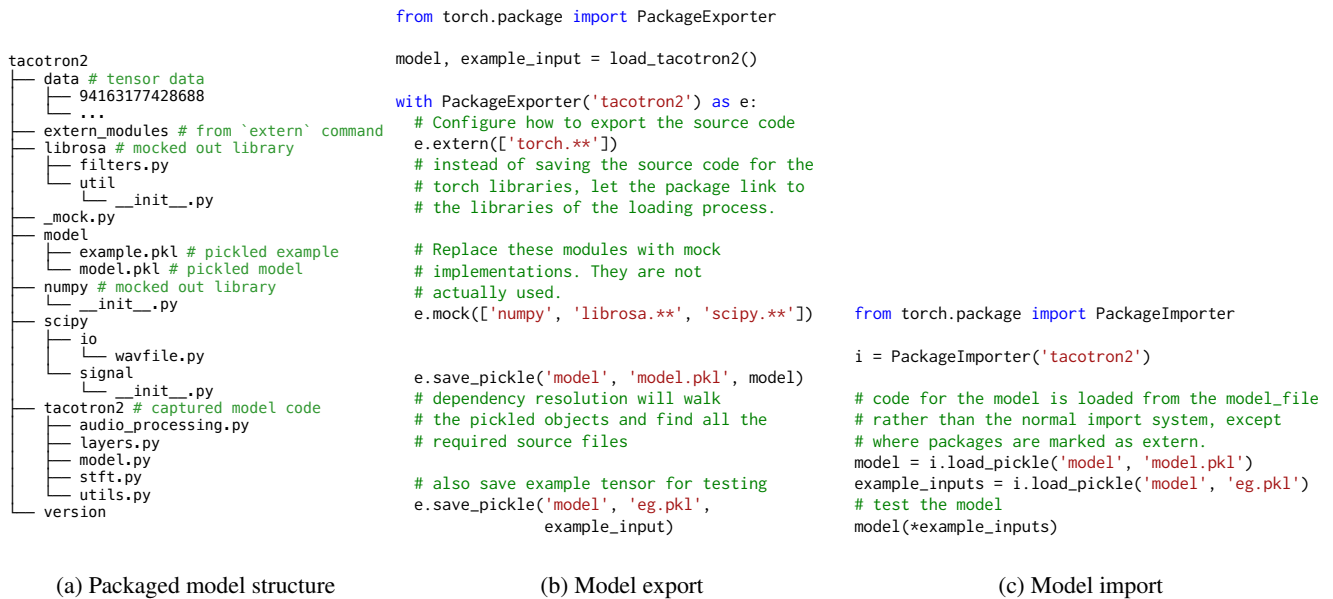 tacotron2
├── data # tensor data
│   ├── 94163177428688
│   └── ...
├── extern_modules # from `extern` command
├── librosa # mocked out library
│   ├── filters.py
│   └── util
│       └── __init__.py
├── _mock.py
├── model
│   ├── example.pkl # pickled example
│   └── model.pkl # pickled model
├── numpy # mocked out library
│   └── __init__.py
├── scipy
│   ├── io
│   │   └── wavfile.py
│   └── signal
│       └── __init__.py
├── tacotron2 # captured model code
│   ├── audio_processing.py
│   ├── layers.py
│   ├── model.py
│   ├── stft.py
│   └── utils.py
└── version
(a) Packaged model structure
from torch.package import PackageExporter
model, example_input = load_tacotron2()
with PackageExporter('tacotron2') as e:
  # Configure how to export the source code
  e.extern(['torch.**'])
  # instead of saving the source code for the
  # torch libraries, let the package link to
  # the libraries of the loading process.
  # Replace these modules with mock
  # implementations. They are not
  # actually used.
  e.mock(['numpy', 'librosa.**', 'scipy.**'])
  e.save_pickle('model', 'model.pkl', model)
  # dependency resolution will walk
  # the pickled objects and find all the
  # required source files
  # also save example tensor for testing
  e.save_pickle('model', 'eg.pkl',
                example_input)
(b) Model export
from torch.package import PackageImporter
i = PackageImporter('tacotron2')
# code for the model is loaded from the model_file
# rather than the normal import system, except
# where packages are marked as extern.
model = i.load_pickle('model', 'model.pkl')
example_inputs = i.load_pickle('model', 'eg.pkl')
# test the model
model(*example_inputs)
(c) Model import